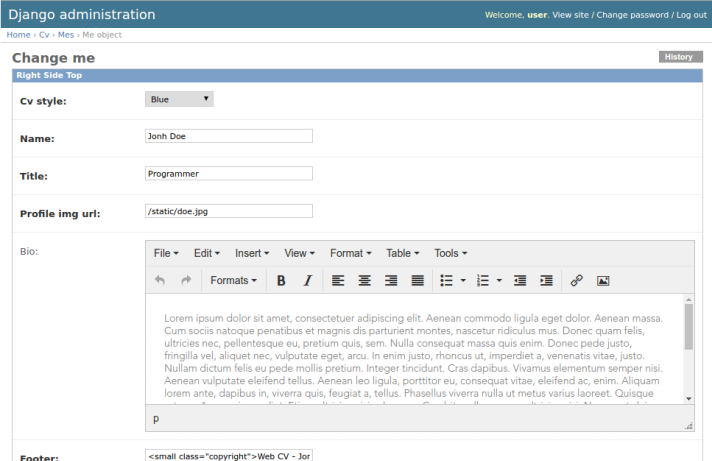 Django administration
Welcome, user. View site / Change password / Log out
Home › Cv › Mes › Me object
Change me
History
Right Side Top
Cv style:
Blue
Name:
Jonh Doe
Title:
Programmer
Profile img url:
/static/doe.jpg
Bio:
File Edit Insert View Format Table Tools
Formats B I
Lorem ipsum dolor sit amet, consectetuer adipiscing elit. Aenean commodo ligula eget dolor. Aenean massa.
Cum sociis natoque penatibus et magnis dis parturient montes, nascetur ridiculus mus. Donec quam felis,
ultricies nec, pellentesque eu, pretium quis, sem. Nulla consequat massa quis enim. Donec pede justo,
fringilla vel, aliquet nec, vulputate eget, arcu. In enim justo, rhoncus ut, imperdiet a, venenatis vitae, justo.
Nullam dictum felis eu pede mollis pretium. Integer tincidunt. Cras dapibus. Vivamus elementum semper nisi.
Aenean vulputate eleifend tellus. Aenean leo ligula, porttitor eu, consequat vitae, eleifend ac, enim. Aliquam
lorem ante, dapibus in, viverra quis, feugiat a, tellus. Phasellus viverra nulla ut metus varius laoreet. Quisque
p
Footer:
<small class="copyright">Web CV - Jor